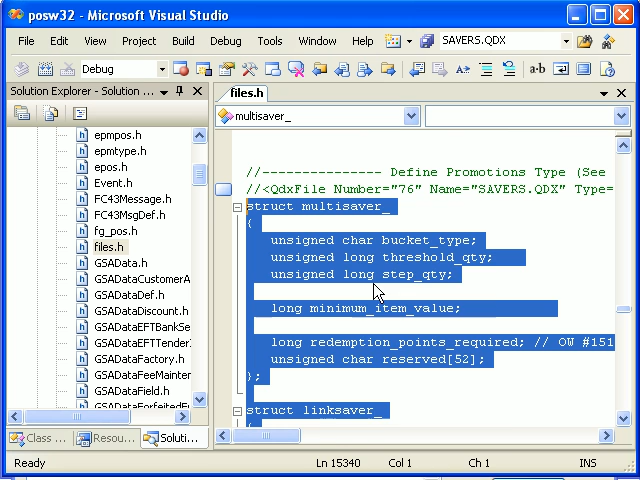 posw32 - Microsoft Visual Studio
File Edit View Project Build Debug Tools Window Help SAVERS.QDX
Debug
Solution Explorer - Solution ...
files.h
multisaver_
epmpos.h
epmtype.h
epos.h
Event.h
FC43Message.h
FC43MsgDef.h
fg_pos.h
files.h
GSAData.h
GSADataCustomerA
GSADataDef.h
GSADataDiscount.h
GSADataEFTBankSe
GSADataEFTTender
GSADataFactory.h
GSADataFeeMainter
GSADataField.h
GSADataForfeitedF
//--------------- Define Promotions Type (See
//<QdxFile Number="76" Name="SAVERS.QDX" Type=
struct multisaver_
{
unsigned char bucket_type;
unsigned long threshold_qty;
unsigned long step_qty;
long minimum_item_value;
long redemption_points_required; // OW #151
unsigned char reserved[52];
};
struct linksaver_
{
Class ... Resou... Soluti...
Ready Ln 15340 Col 1 Ch 1 INS